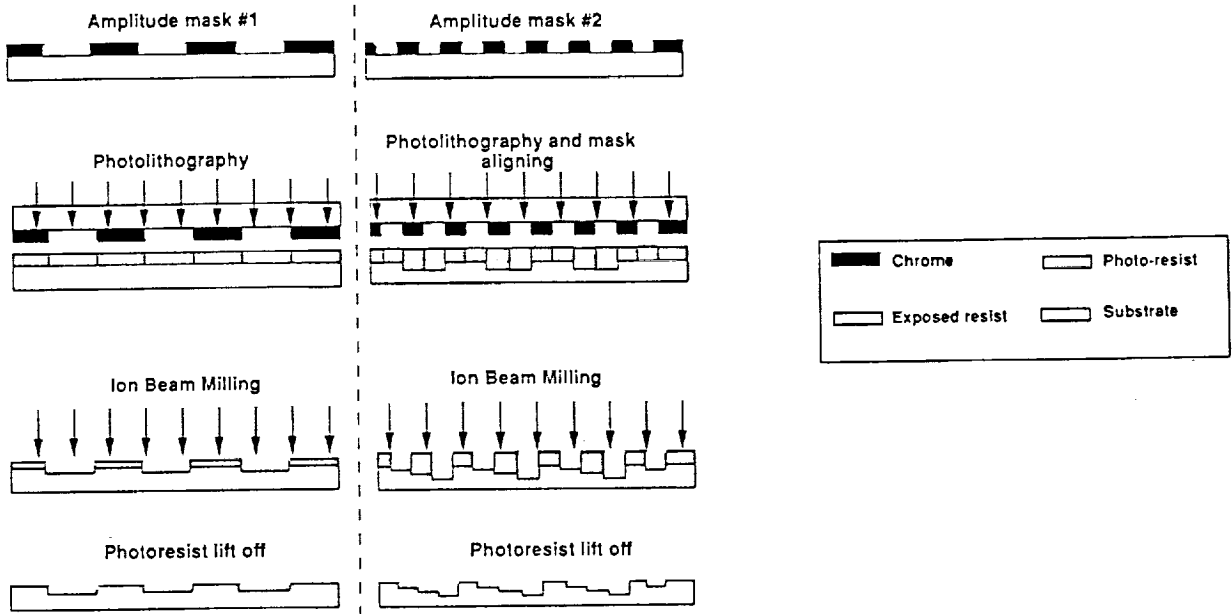 Amplitude mask #1
Amplitude mask #2
Photolithography
Photolithography and mask
aligning
Chrome
Photo-resist
Exposed resist
Substrate
Ion Beam Milling
Ion Beam Milling
Photoresist lift off
Photoresist lift off